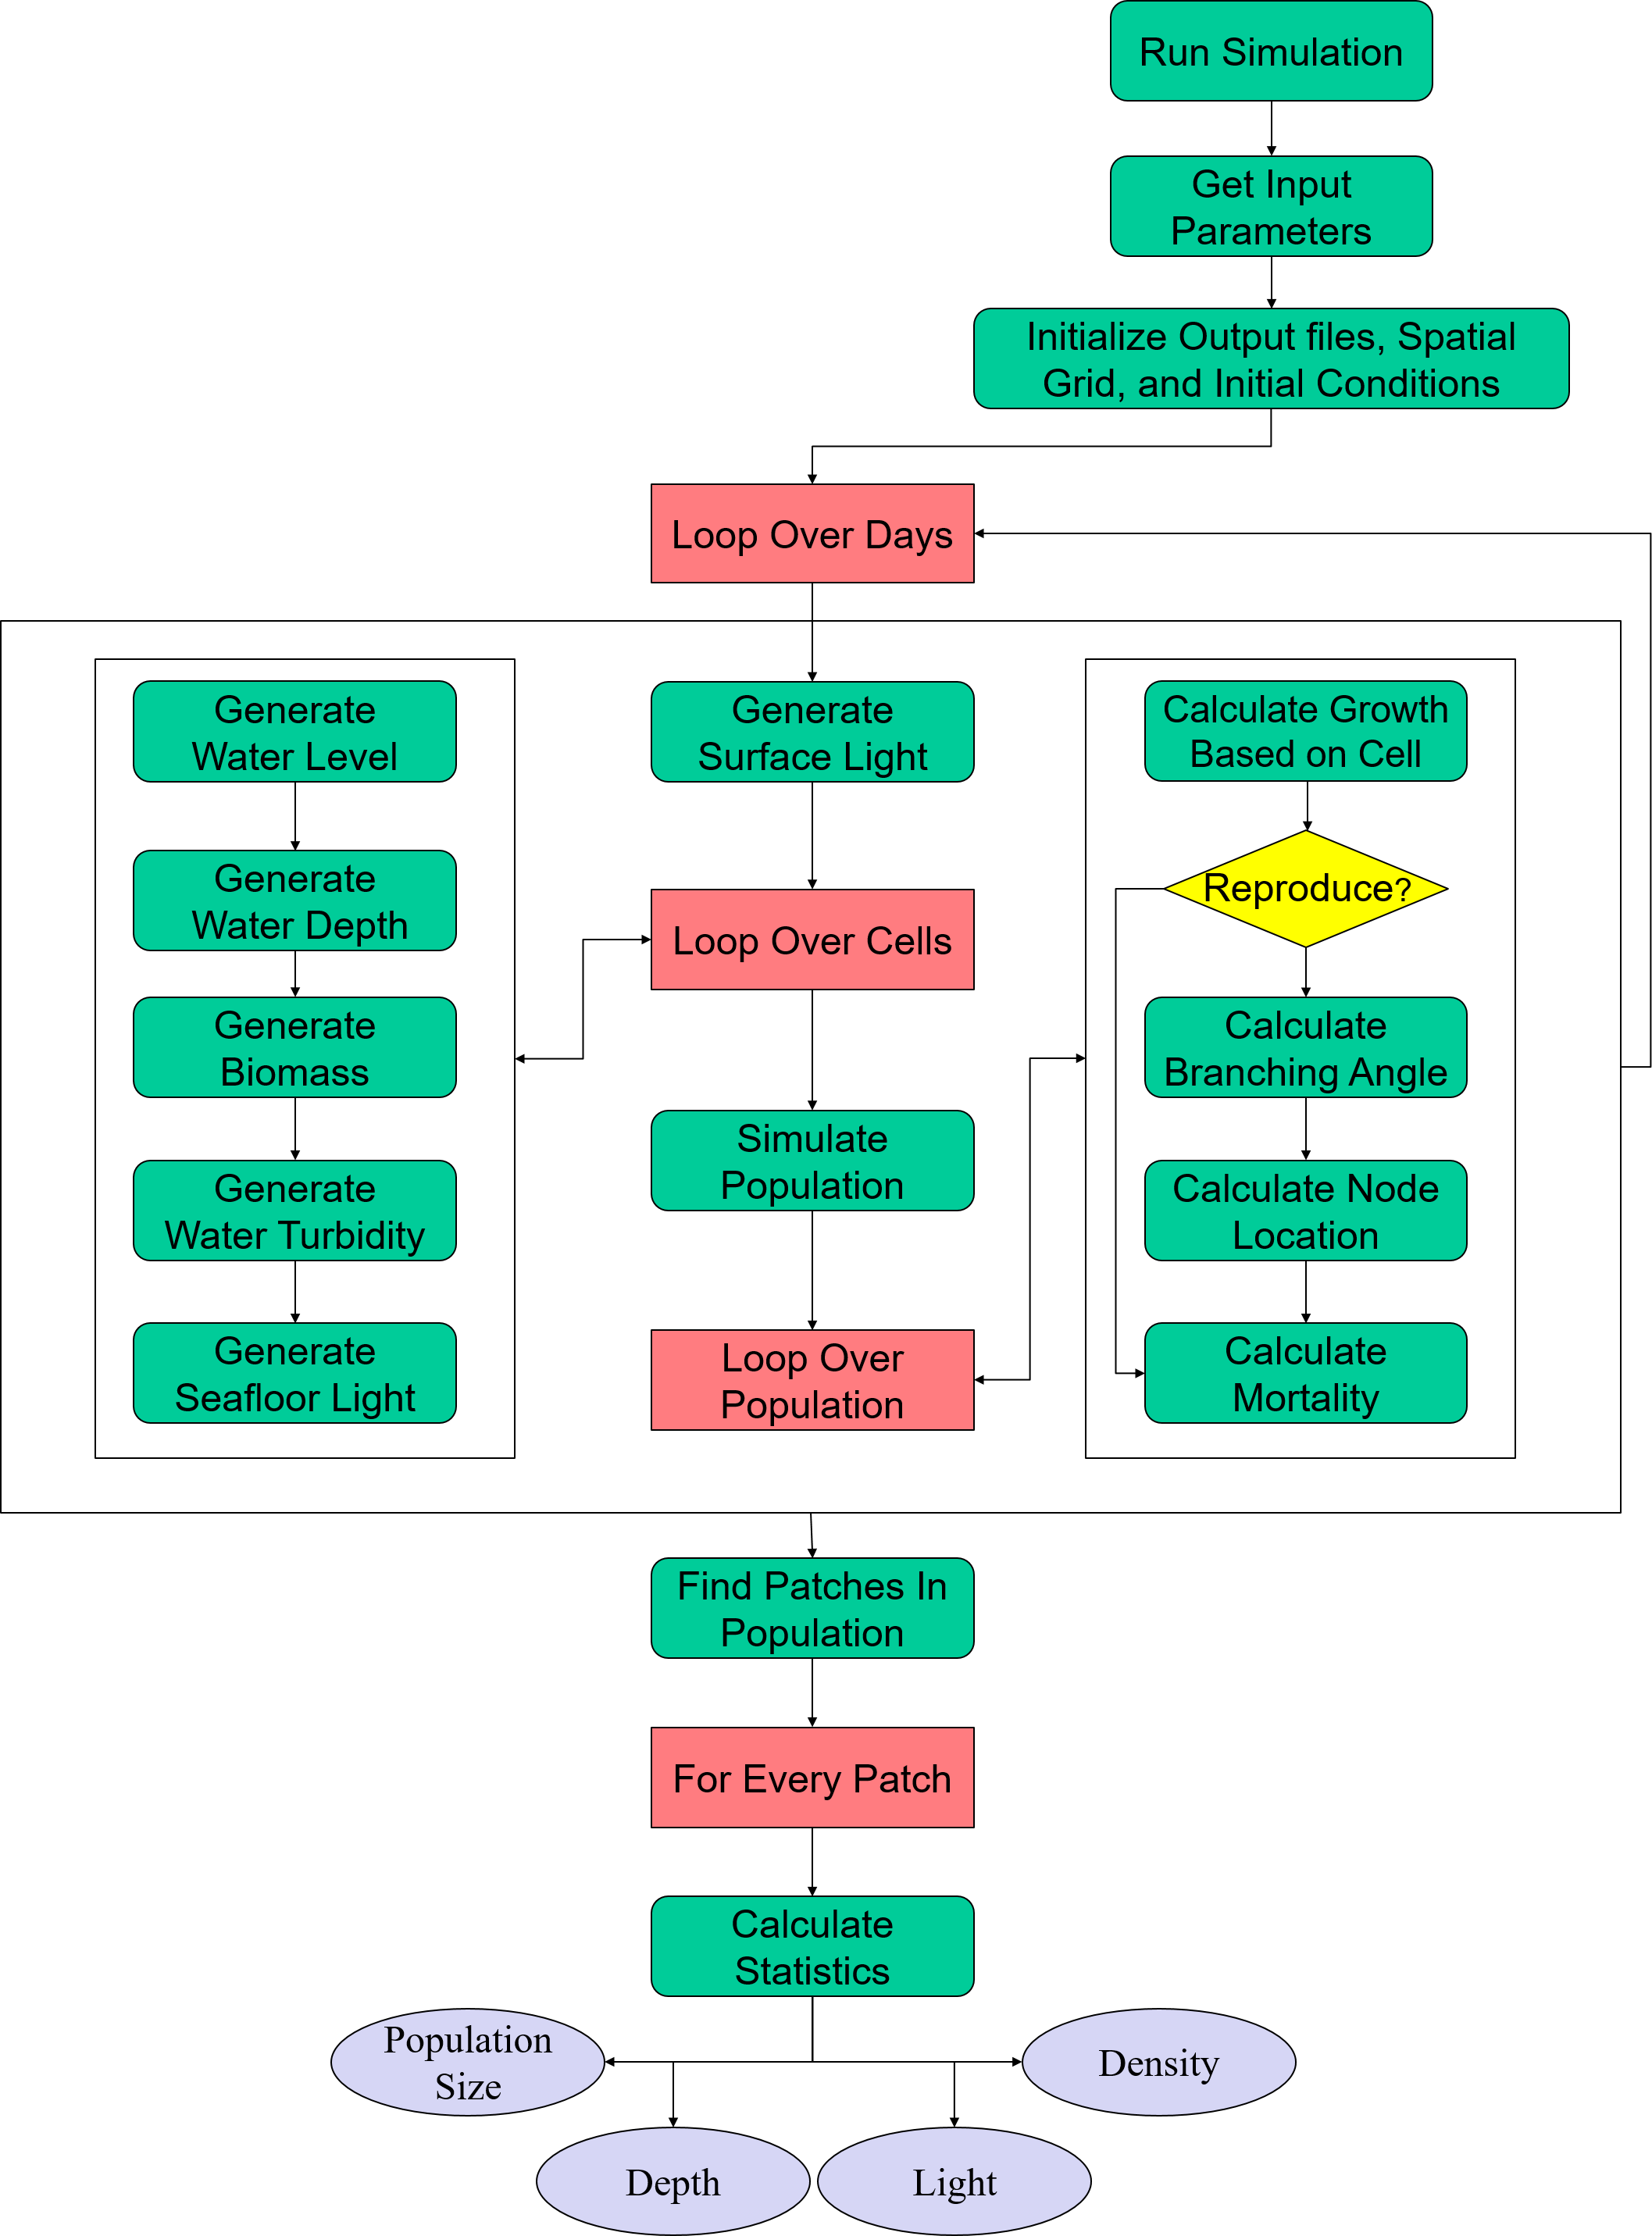 Run Simulation
Get Input
Parameters
Initialize Output files, Spatial
Grid, and Initial Conditions
Loop Over Days
Generate
Water Level
Generate
Water Depth
Generate
Biomass
Generate
Water Turbidity
Generate
Seafloor Light
Generate
Surface Light
Loop Over Cells
Simulate
Population
Loop Over
Population
Calculate Growth
Based on Cell
Reproduce?
Calculate
Branching Angle
Calculate Node
Location
Calculate
Mortality
Find Patches In
Population
For Every Patch
Calculate
Statistics
Population
Size
Depth
Light
Density